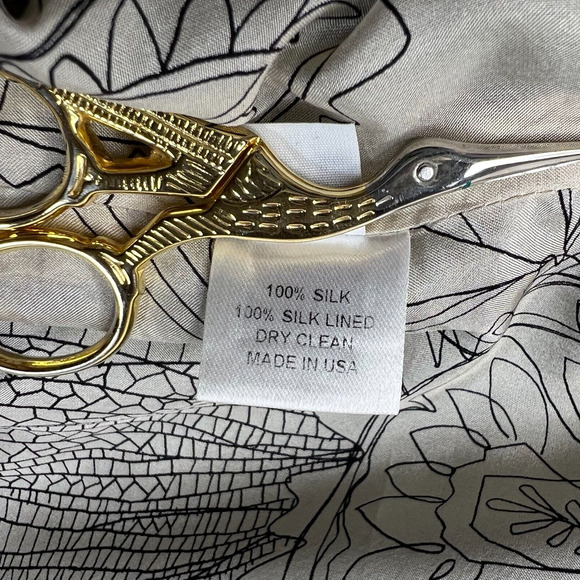 100% SILK
100% SILK LINED
DRY CLEAN
MADE IN USA